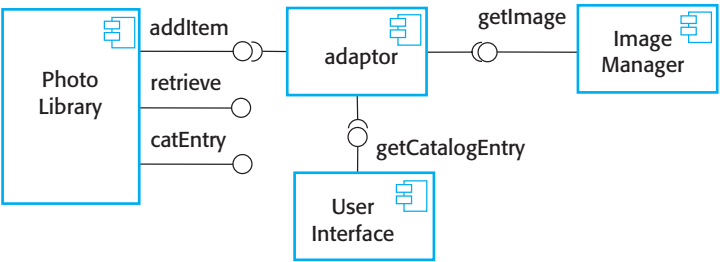 addItem
getImage
Photo
Library
adaptor
Image
Manager
retrieve
catEntry
getCatalogEntry
User
Interface